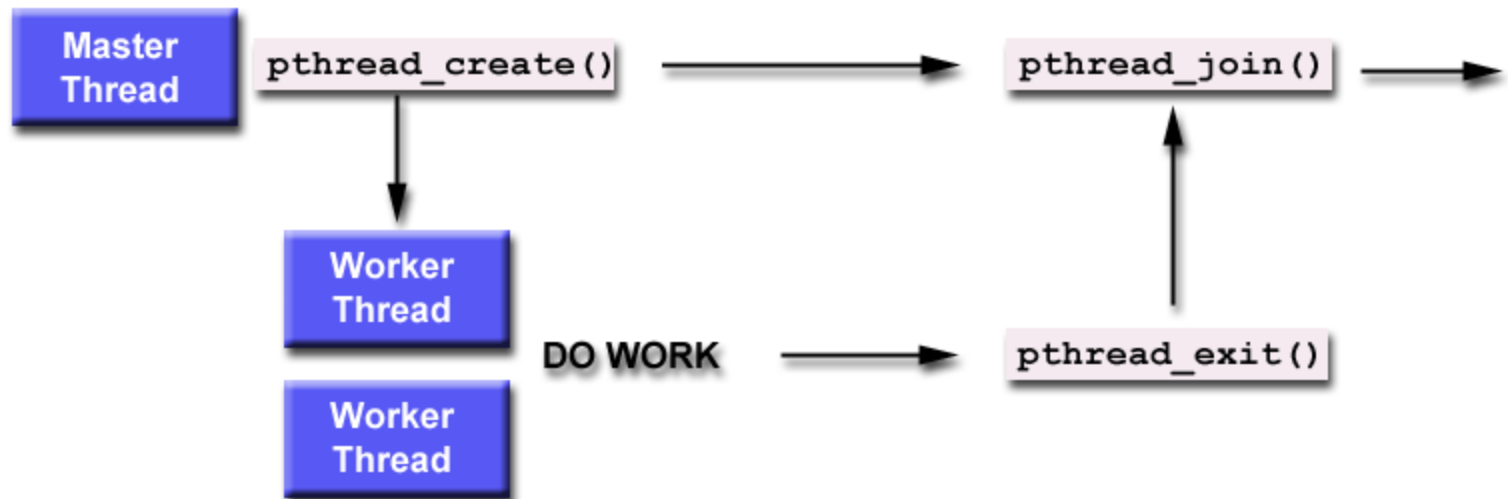 Master
Thread
pthread_create()
pthread_join()
Worker
Thread
DO WORK
pthread_exit()
Worker
Thread